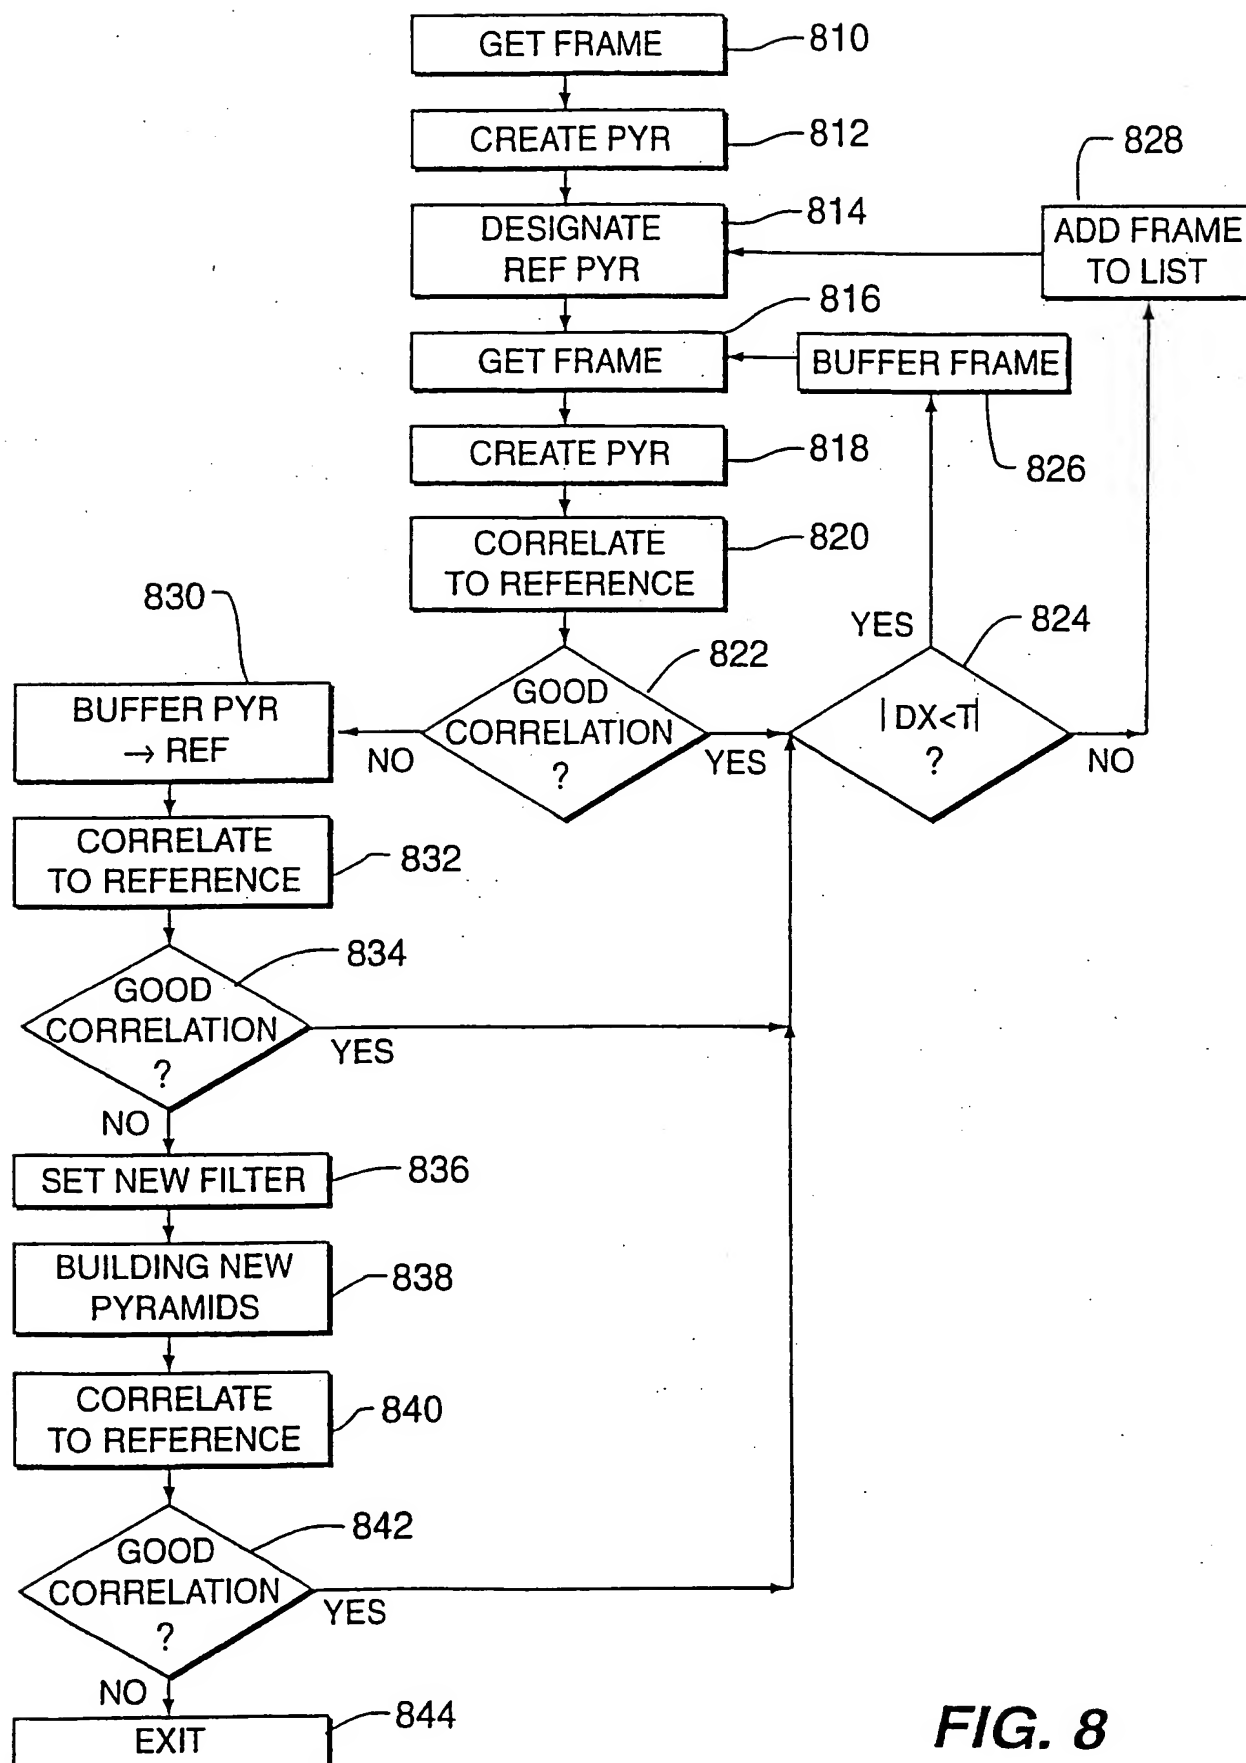 GET FRAME
810
CREATE PYR
812
828
DESIGNATE
REF PYR
814
ADD FRAME
TO LIST
816
GET FRAME
BUFFER FRAME
CREATE PYR
818
826
CORRELATE
TO REFERENCE
820
830
YES
824
822
BUFFER PYR
→ REF
NO
GOOD
CORRELATION
?
YES
|DX<T|
?
NO
CORRELATE
TO REFERENCE
832
834
GOOD
CORRELATION
?
YES
NO
SET NEW FILTER
836
BUILDING NEW
PYRAMIDS
838
CORRELATE
TO REFERENCE
840
842
GOOD
CORRELATION
?
YES
NO
EXIT
844
FIG. 8